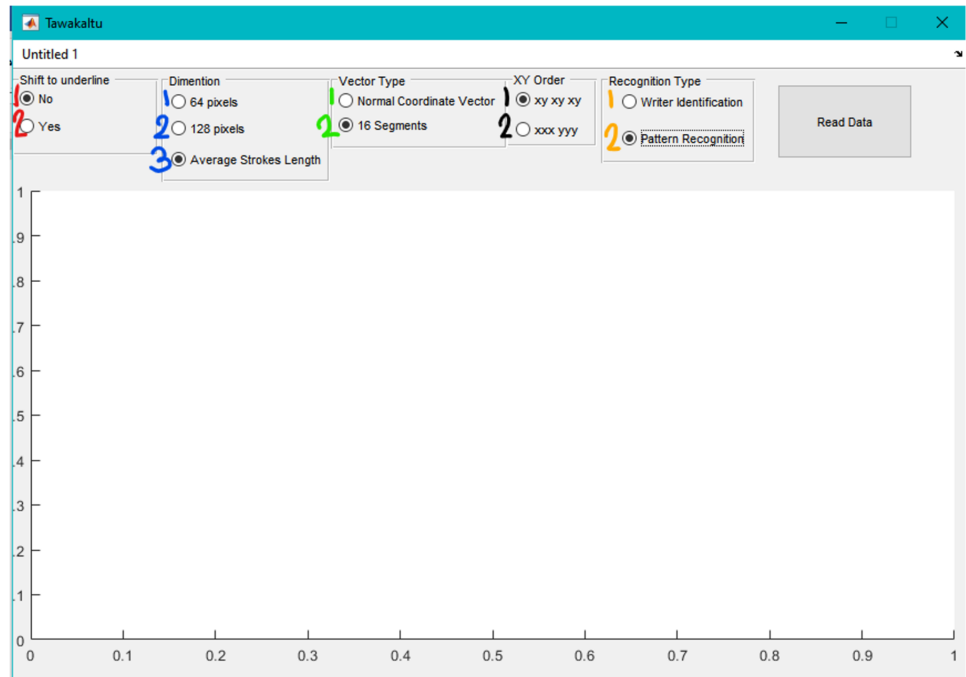 Tawakaltu
Untitled 1
Shift to underline
1 No
2 Yes
Dimention
1 64 pixels
2 128 pixels
3 Average Strokes Length
Vector Type
1 Normal Coordinate Vector
2 16 Segments
XY Order
1 xy xy xy
2 xxx yyy
Recognition Type
1 Writer Identification
2 Pattern Recognition
Read Data
1
.9
.8
.7
.6
.5
.4
.3
.2
.1
0
0 0.1 0.2 0.3 0.4 0.5 0.6 0.7 0.8 0.9 1